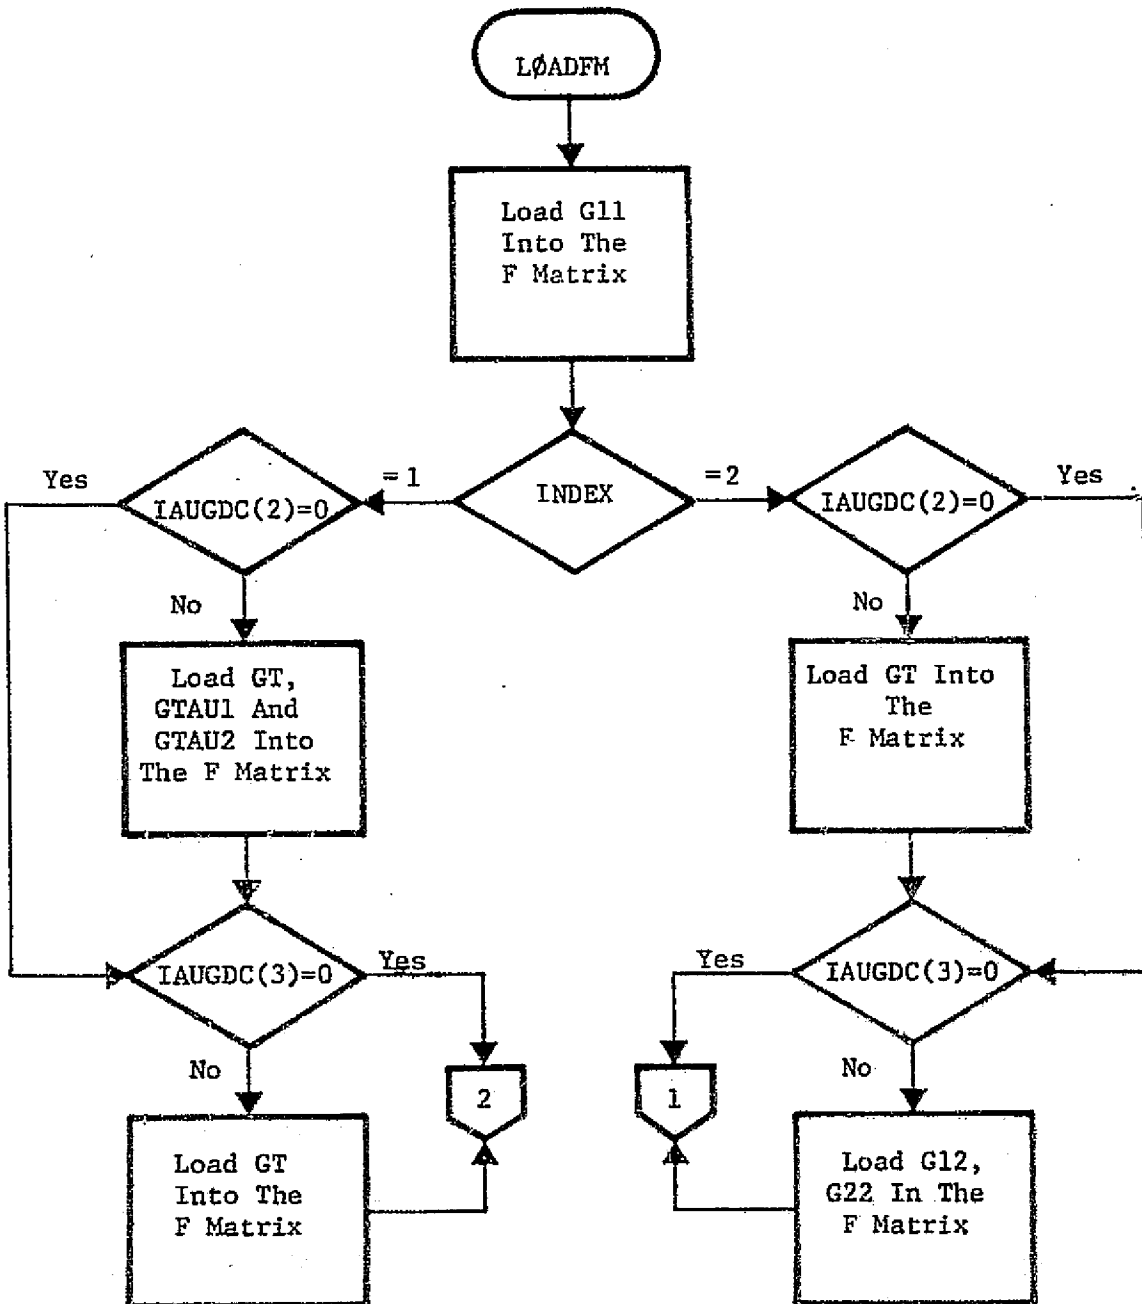 LØADFM
Load G11
Into The
F Matrix
Yes
IAUGDC(2)=0
=1
INDEX
=2
IAUGDC(2)=0
Yes
No
No
Load GT,
GTAU1 And
GTAU2 Into
The F Matrix
Load GT Into
The
F Matrix
IAUGDC(3)=0
Yes
Yes
IAUGDC(3)=0
No
2
1
No
Load GT
Into The
F Matrix
Load G12,
G22 In The
F Matrix